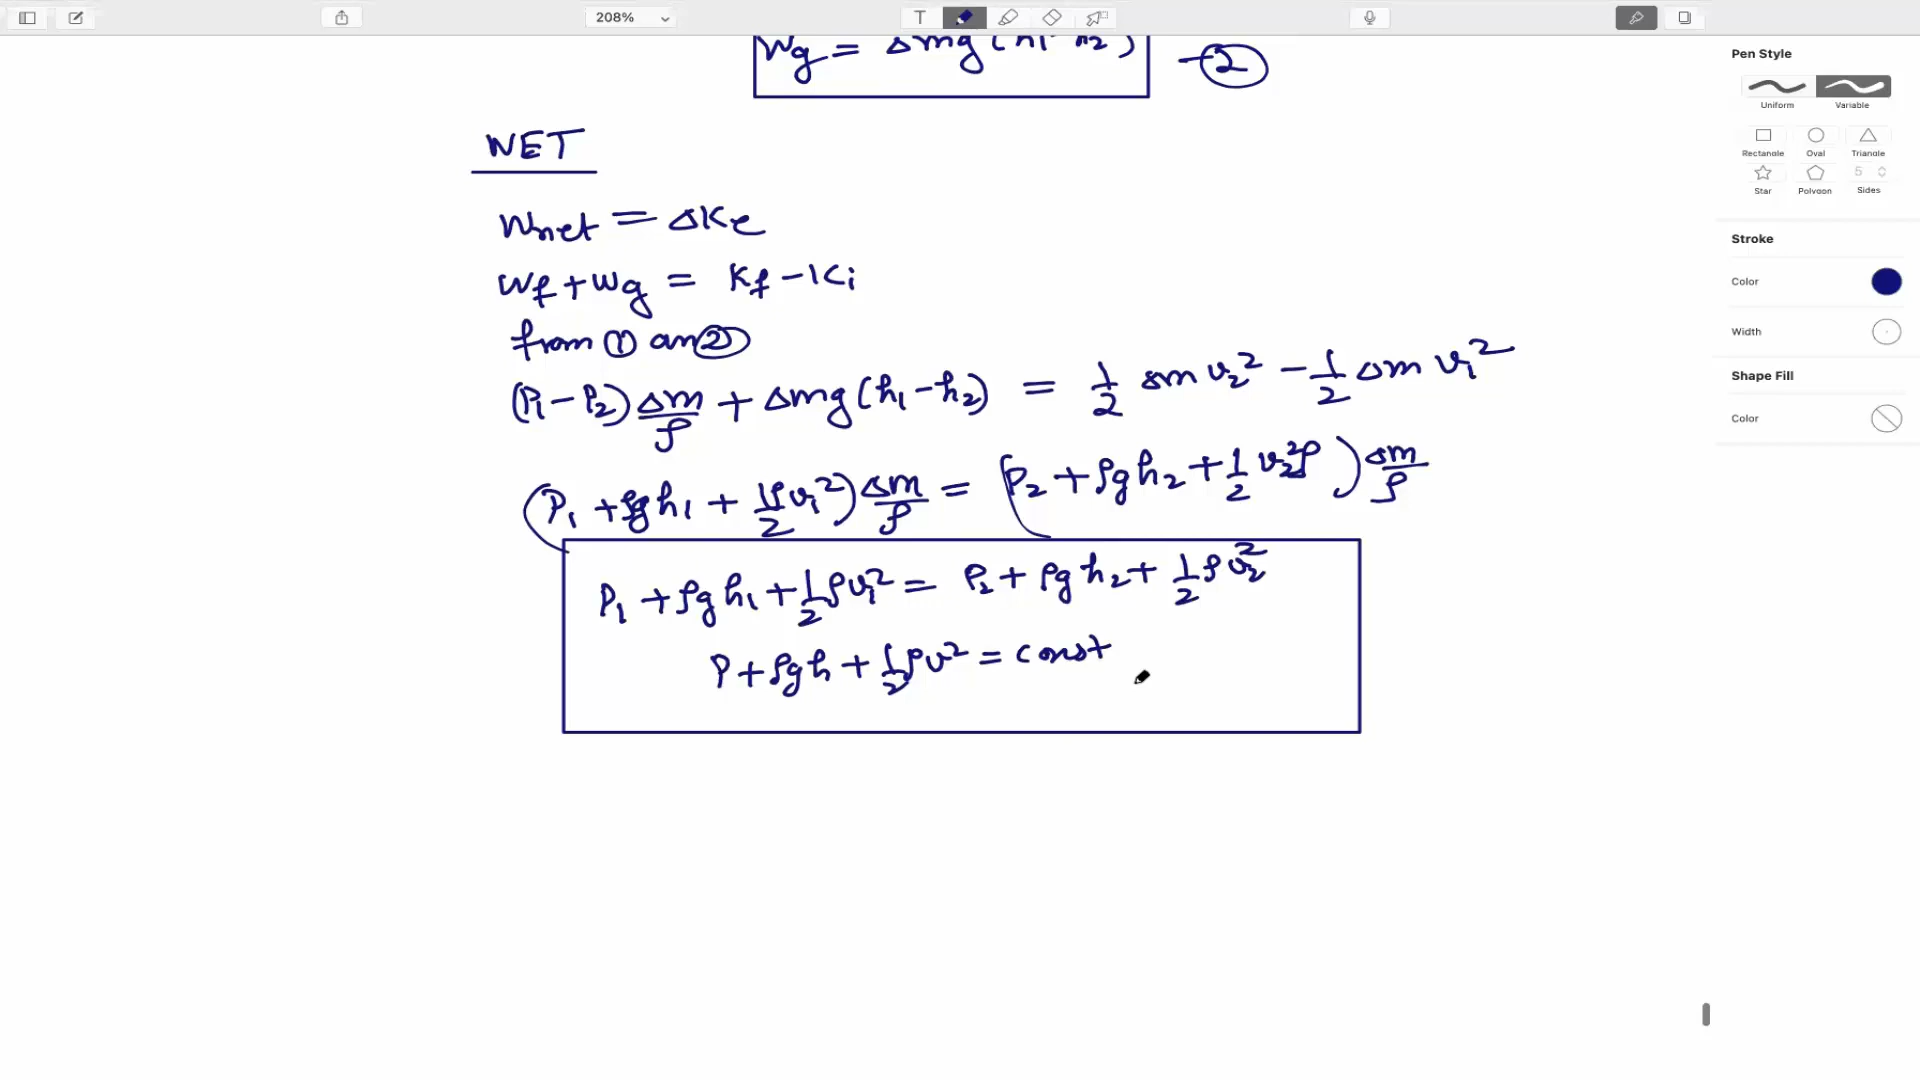 208%
T
Wg = Δmg (h1 - h2) - ②
WET
Wnet = ΔKe
Wf + Wg = Kf - Ki
from ① an ②
(P₁ - P₂) Δm/ρ + Δmg (h₁ - h₂) = 1/2 Δm v₂² - 1/2 Δm v₁²
(P₁ + ρgh₁ + 1/2 ρv₁²) Δm/ρ = (P₂ + ρgh₂ + 1/2 v₂²ρ) Δm/ρ
P₁ + ρgh₁ + 1/2 ρv₁² = P₂ + ρgh₂ + 1/2 ρv₂²
P + ρgh + 1/2 ρv² = const
Pen Style
Uniform Variable
Rectangle Oval Triangle
5
Star Polygon Sides
Stroke
Color
Width
Shape Fill
Color